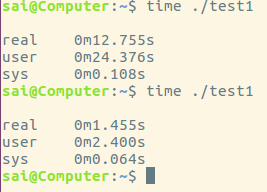 sai@Computer:~$ time ./test1
real 0m12.755s
user 0m24.376s
sys 0m0.108s
sai@Computer:~$ time ./test1
real 0m1.455s
user 0m2.400s
sys 0m0.064s
sai@Computer:~$